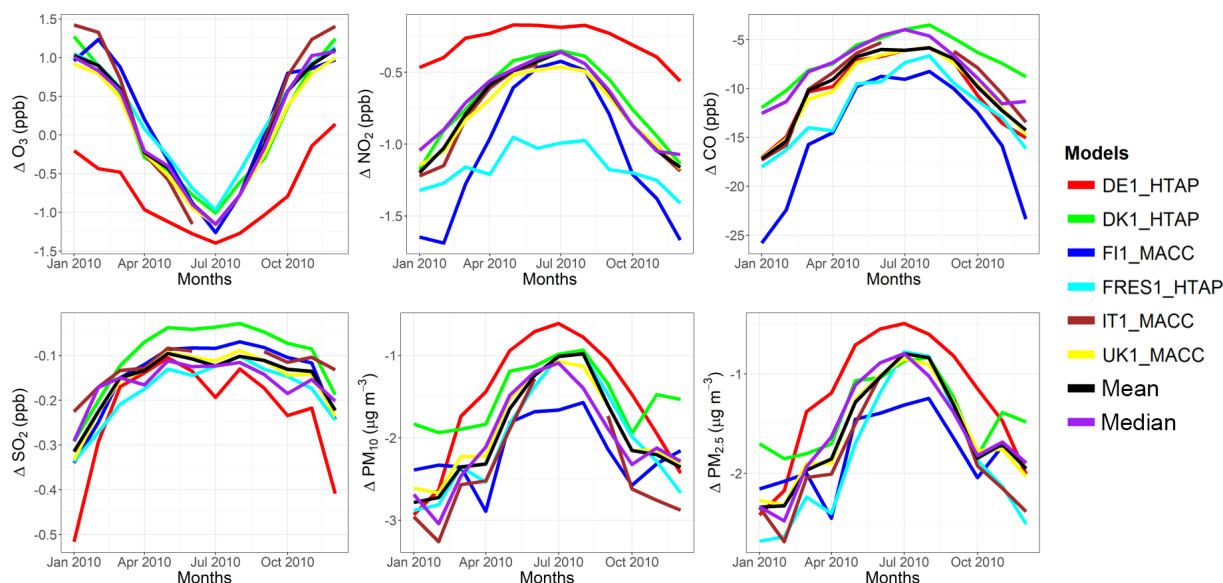 Δ O3 (ppb)
1.5
1.0
0.5
0.0
-0.5
-1.0
-1.5
Jan 2010 Apr 2010 Jul 2010 Oct 2010
Months
Δ NO2 (ppb)
-0.5
-1.0
-1.5
Jan 2010 Apr 2010 Jul 2010 Oct 2010
Months
Δ CO (ppb)
-5
-10
-15
-20
-25
Jan 2010 Apr 2010 Jul 2010 Oct 2010
Months
Δ SO2 (ppb)
-0.1
-0.2
-0.3
-0.4
-0.5
Jan 2010 Apr 2010 Jul 2010 Oct 2010
Months
Δ PM10 (µg m−3)
-1
-2
-3
Jan 2010 Apr 2010 Jul 2010 Oct 2010
Months
Δ PM2.5 (µg m−3)
-1
-2
Jan 2010 Apr 2010 Jul 2010 Oct 2010
Months
Models
DE1_HTAP
DK1_HTAP
FI1_MACC
FRES1_HTAP
IT1_MACC
UK1_MACC
Mean
Median